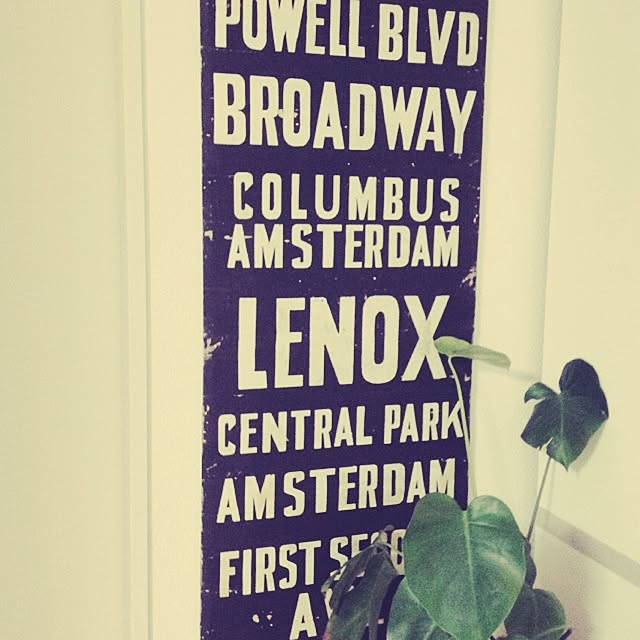 POWELL BLVD
BROADWAY
COLUMBUS
AMSTERDAM
LENOX
CENTRAL PARK
AMSTERDAM
FIRST